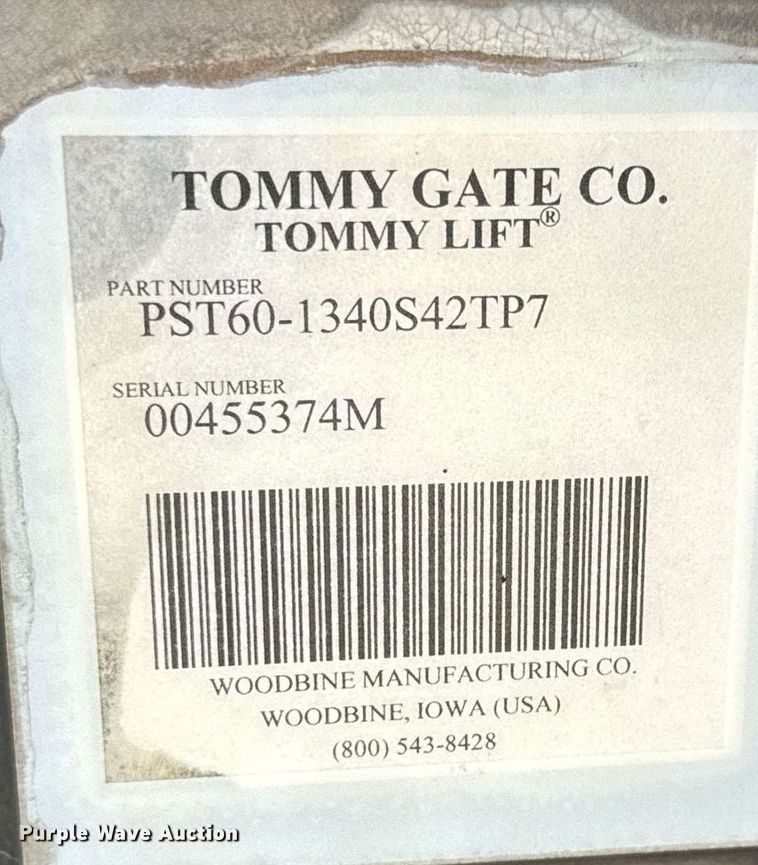 TOMMY GATE CO.
TOMMY LIFT®
PART NUMBER
PST60-1340S42TP7
SERIAL NUMBER
00455374M
WOODBINE MANUFACTURING CO.
WOODBINE, IOWA (USA)
(800) 543-8428
Purple Wave Auction